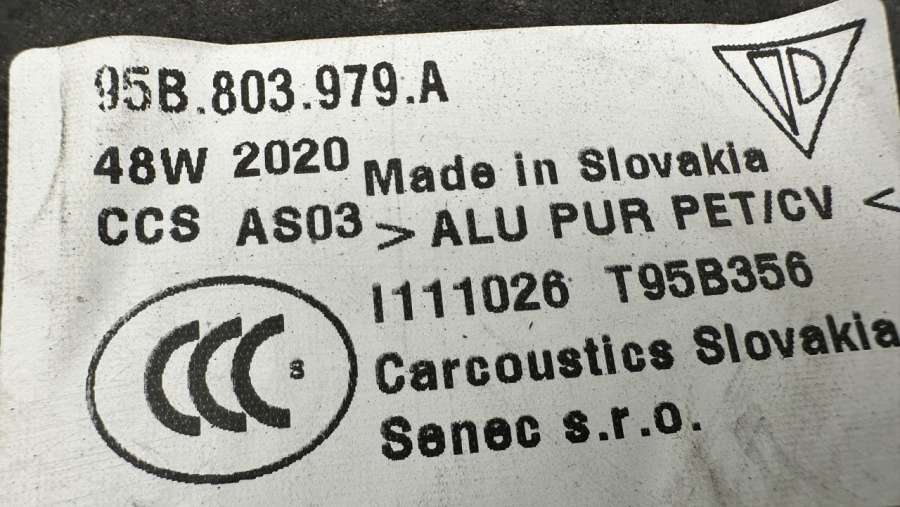 95B.803.979.A
48W 2020 Made in Slovakia
CCS AS03 > ALU PUR PET/CV <
I111026 T95B356
CCC S
Carcoustics Slovakia
Senec s.r.o.